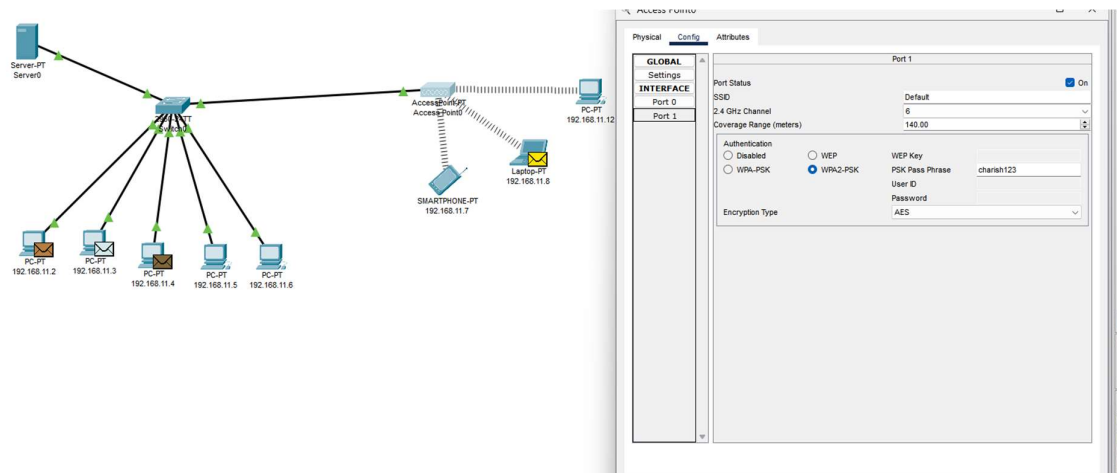 Server-PT
Server0
Switch0
AccessPoint-PT
Access Point0
PC-PT
192.168.11.12
Laptop-PT
192.168.11.8
SMARTPHONE-PT
192.168.11.7
PC-PT
192.168.11.2
PC-PT
192.168.11.3
PC-PT
192.168.11.4
PC-PT
192.168.11.5
PC-PT
192.168.11.6
Access Point0
Physical Config Attributes
GLOBAL
Settings
INTERFACE
Port 0
Port 1
Port 1
Port Status On
SSID Default
2.4 GHz Channel 6
Coverage Range (meters) 140.00
Authentication
Disabled WEP WEP Key
WPA-PSK WPA2-PSK PSK Pass Phrase charish123
User ID
Password
Encryption Type AES